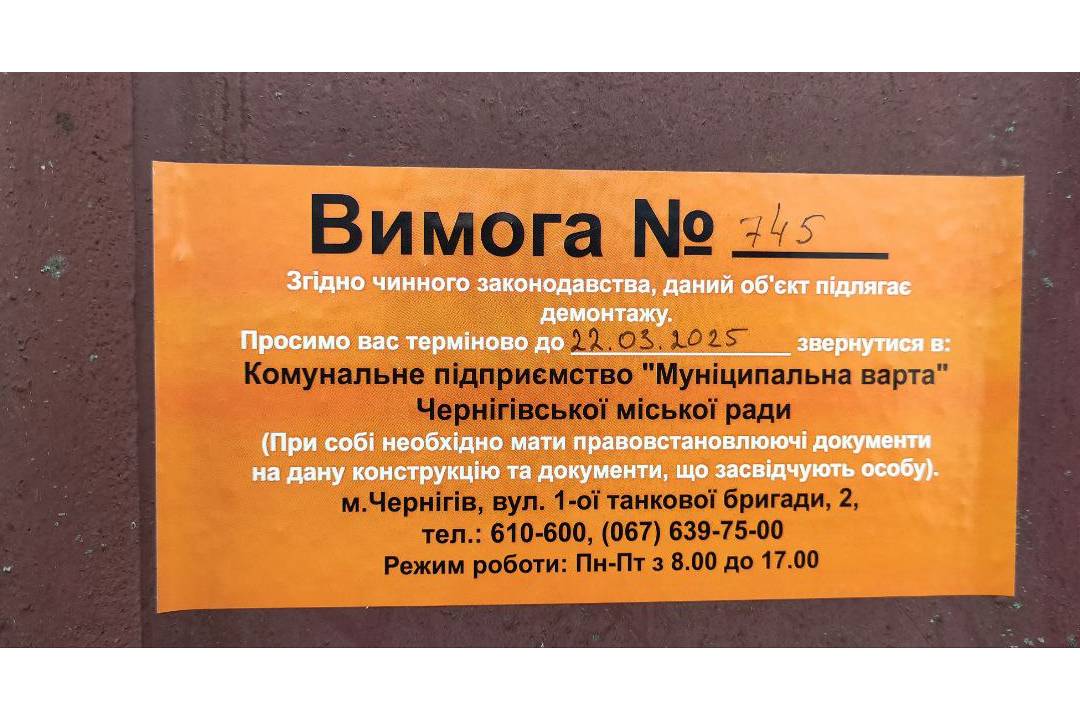 Вимога № 745
Згідно чинного законодавства, даний об'єкт підлягає
демонтажу.
Просимо вас терміново до 22.03.2025 звернутися в:
Комунальне підприємство "Муніципальна варта"
Чернігівської міської ради
(При собі необхідно мати правовстановлюючі документи
на дану конструкцію та документи, що засвідчують особу).
м.Чернігів, вул. 1-ої танкової бригади, 2,
тел.: 610-600, (067) 639-75-00
Режим роботи: Пн-Пт з 8.00 до 17.00